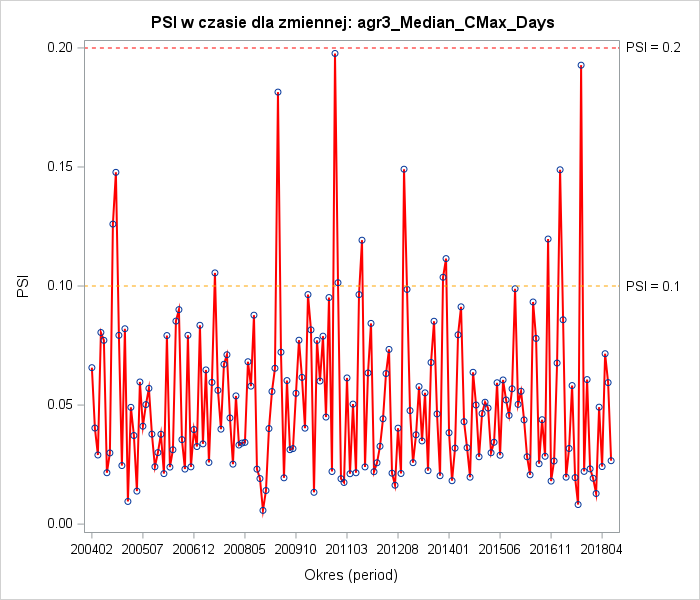 PSI w czasie dla zmiennej: agr3_Median_CMax_Days
0.20
PSI = 0.2
0.15
PSI
0.10
PSI = 0.1
0.05
0.00
200402 200507 200612 200805 200910 201103 201208 201401 201506 201611 201804
Okres (period)